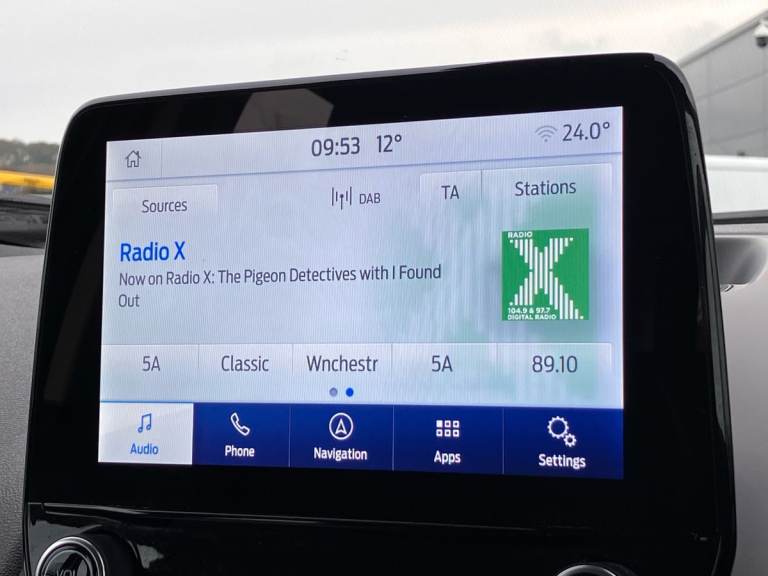 09:53 12° 24.0°
Sources DAB TA Stations
Radio X
Now on Radio X: The Pigeon Detectives with I Found
Out
RADIO
X
104.9 & 97.7
DIGITAL RADIO
5A Classic Wnchestr 5A 89.10
Audio Phone Navigation Apps Settings
VOL